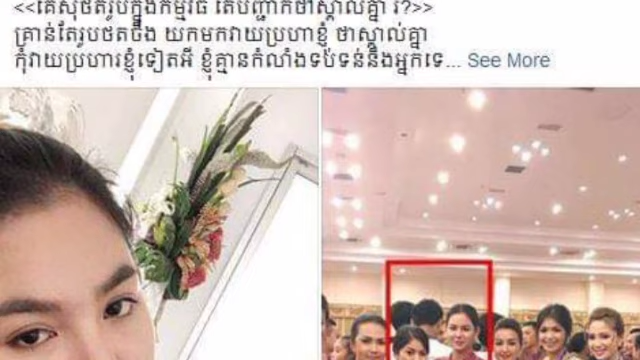 <<គេសុំថតរូបក្នុងកម្មវិធី តើបញ្ជាក់ថាស្គាល់គ្នា រឺ?>>
គ្រាន់តែរូបថតចឹង យកមកវាយប្រហាខ្ញុំ ថាស្គាល់គ្នា
កុំវាយប្រហារខ្ញុំទៀតអី ខ្ញុំគ្មានកំលាំងទប់ទន់នឹងអ្នកទេ... See More